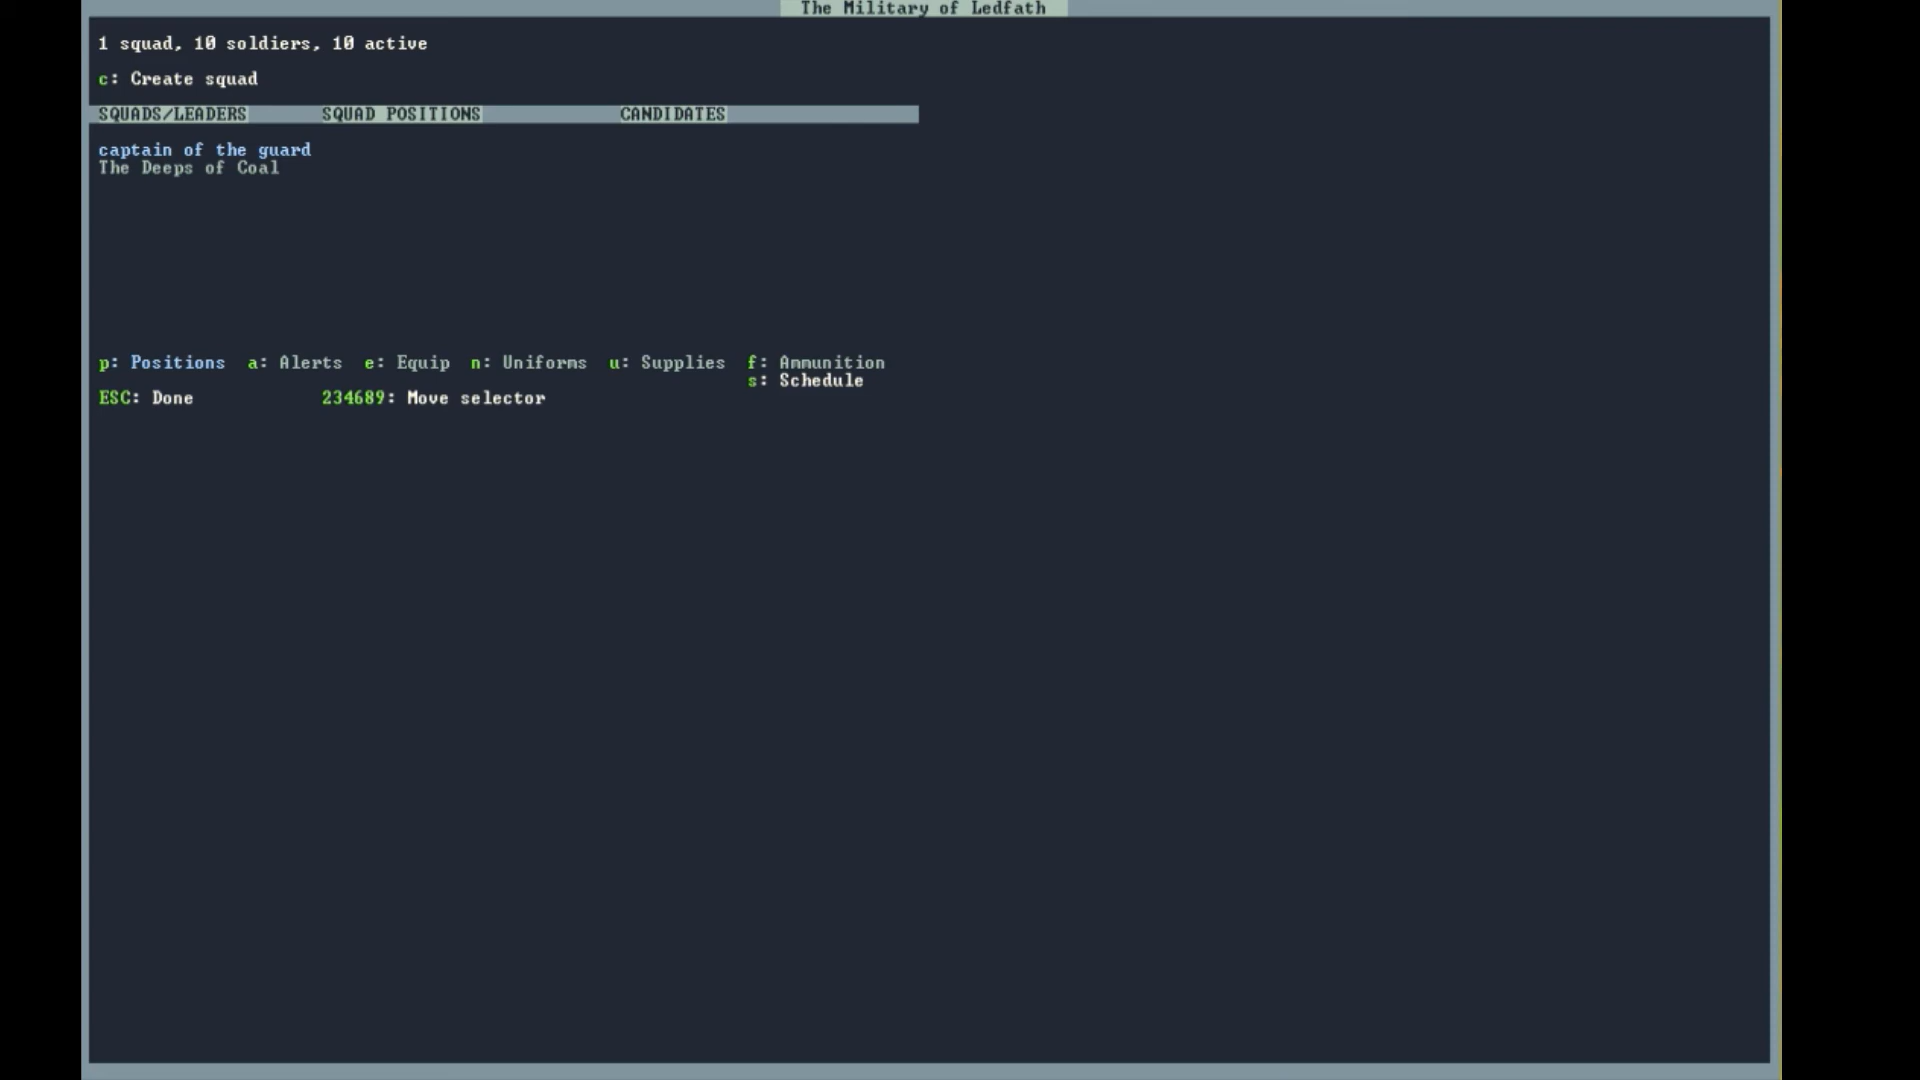 The Military of Ledfath
1 squad, 10 soldiers, 10 active
c: Create squad
SQUADS/LEADERS SQUAD POSITIONS CANDIDATES
captain of the guard
The Deeps of Coal
p: Positions a: Alerts e: Equip n: Uniforms u: Supplies f: Ammunition
s: Schedule
ESC: Done 234689: Move selector